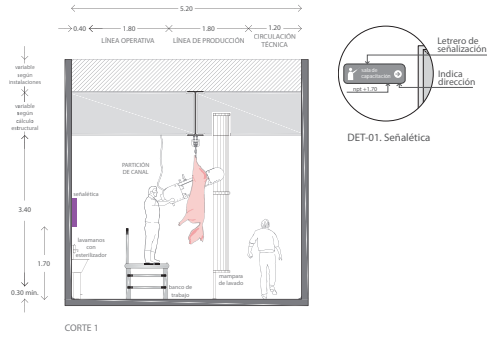 5.20
0.40
1.80
1.80
1.20
LÍNEA OPERATIVA
LÍNEA DE PRODUCCIÓN
CIRCULACIÓN
TÉCNICA
variable
según
instalaciones
variable
según
cálculo
estructural
3.40
1.70
0.30 mín.
PARTICIÓN
DE CANAL
señalética
lavamanos
con
esterilizador
banco de
trabajo
mampara
de lavado
CORTE 1
Letrero de
señalización
sala de
capacitacion
Indica
dirección
npt +1.70
DET-01. Señalética